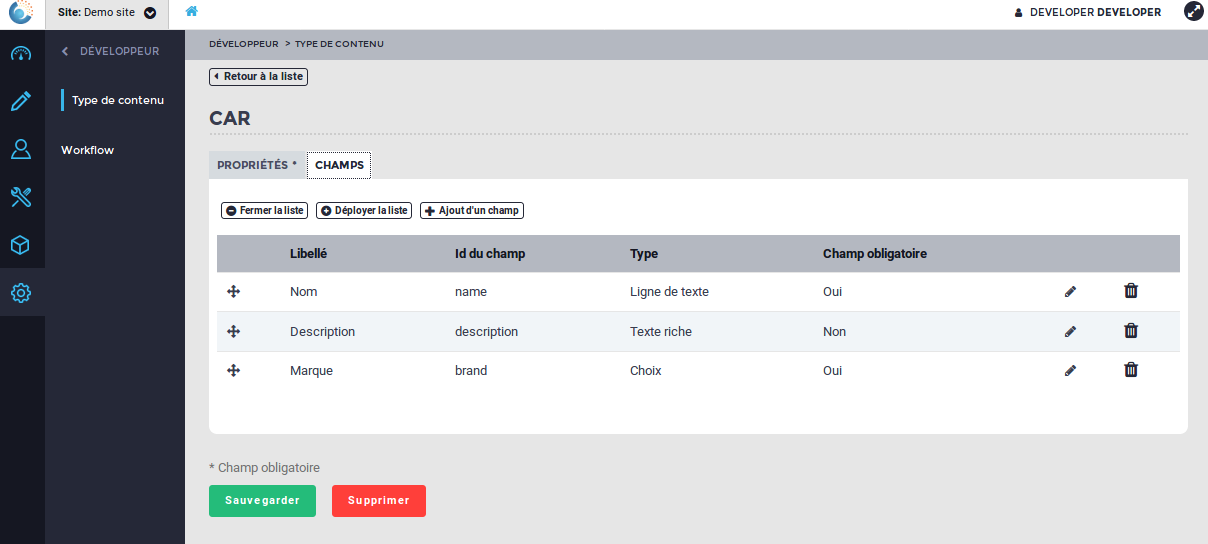 Site: Demo site
DEVELOPER DEVELOPER
DÉVELOPPEUR
Type de contenu
Workflow
DÉVELOPPEUR > TYPE DE CONTENU
Retour à la liste
CAR
PROPRIÉTÉS * CHAMPS
Fermer la liste Déployer la liste Ajout d'un champ
Libellé Id du champ Type Champ obligatoire
Nom name Ligne de texte Oui
Description description Texte riche Non
Marque brand Choix Oui
* Champ obligatoire
Sauvegarder Supprimer